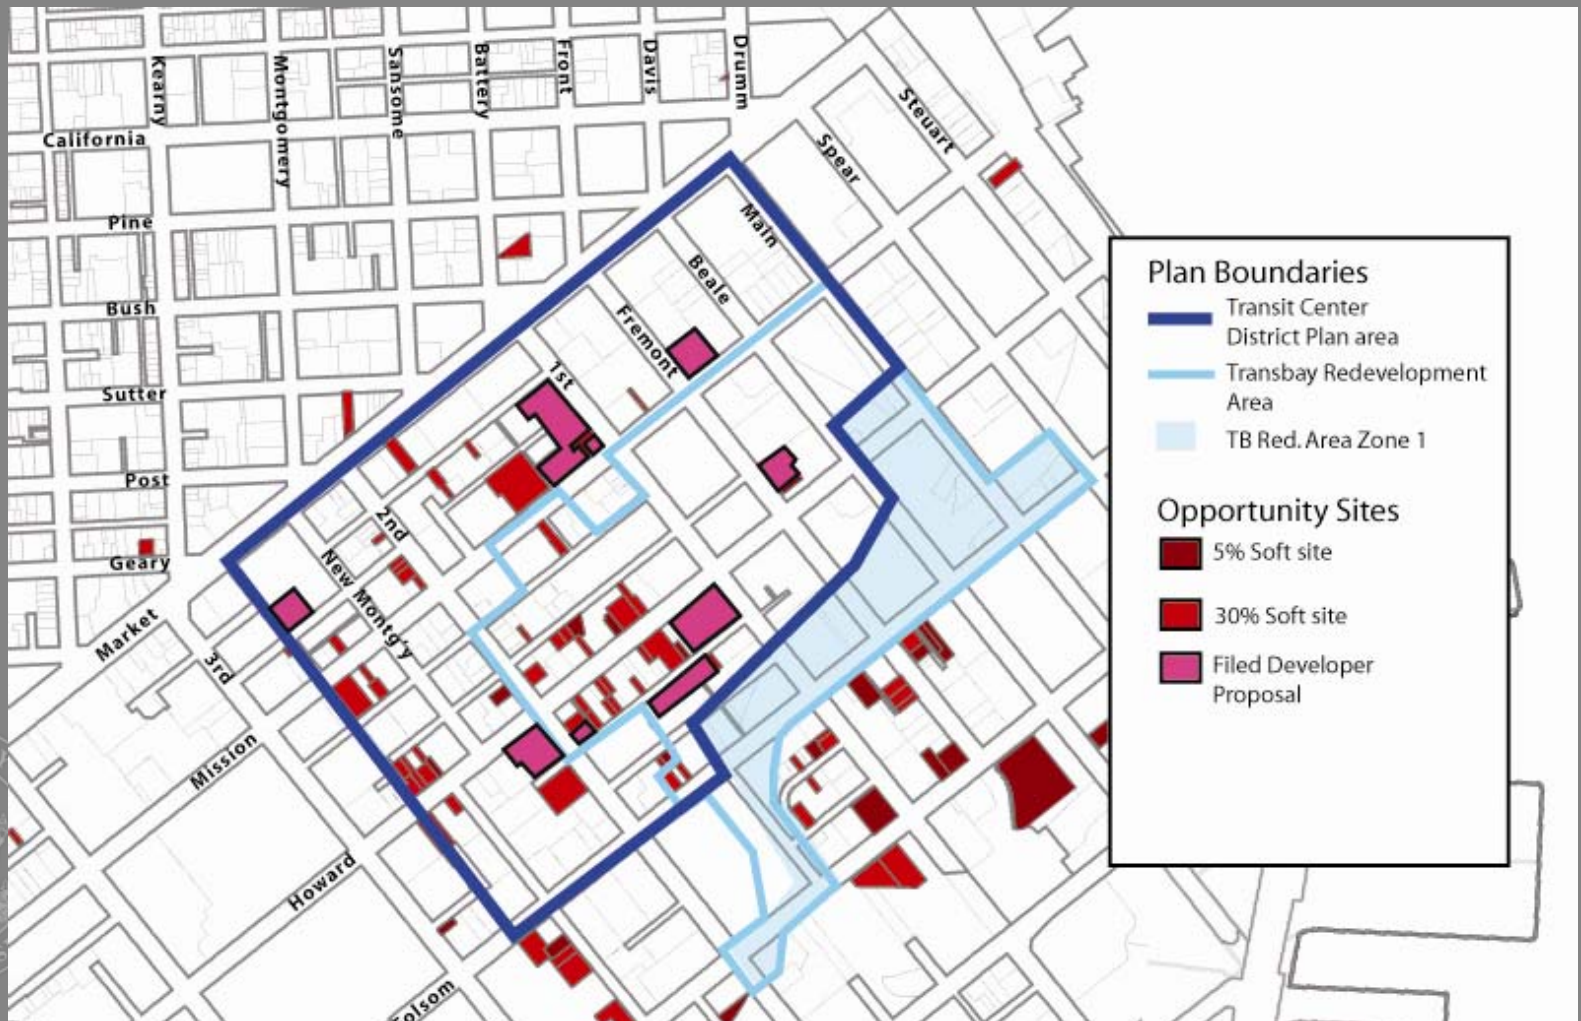 Kearny
Montgomery
Sansome
Battery
Front
Davis
Drumm
California
Pine
Bush
Sutter
Post
Geary
Market
Mission
Howard
Folsom
Steuart
Spear
Main
Beale
Fremont
1st
2nd
New Montg'y
3rd
Plan Boundaries
Transit Center
District Plan area
Transbay Redevelopment
Area
TB Red. Area Zone 1
Opportunity Sites
5% Soft site
30% Soft site
Filed Developer
Proposal